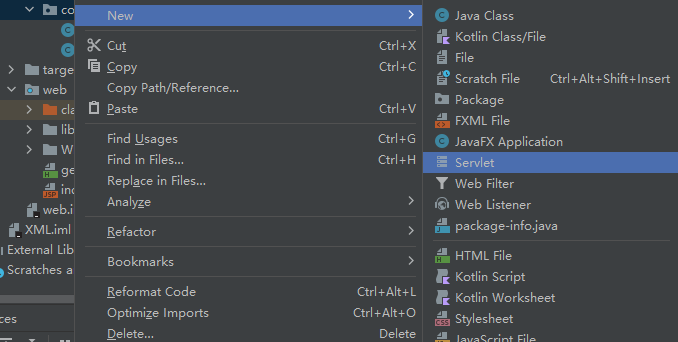 co
targe
web
cla
lib
W
ge
inc
web.i
XML.iml
External Lib
Scratches a
ces
New
Cut Ctrl+X
Copy Ctrl+C
Copy Path/Reference...
Paste Ctrl+V
Find Usages Ctrl+G
Find in Files... Ctrl+H
Replace in Files...
Analyze
Refactor
Bookmarks
Reformat Code Ctrl+Alt+L
Optimize Imports Ctrl+Alt+O
Delete... Delete
Java Class
Kotlin Class/File
File
Scratch File Ctrl+Alt+Shift+Insert
Package
FXML File
JavaFX Application
Servlet
Web Filter
Web Listener
package-info.java
HTML File
Kotlin Script
Kotlin Worksheet
Stylesheet
JavaScript File